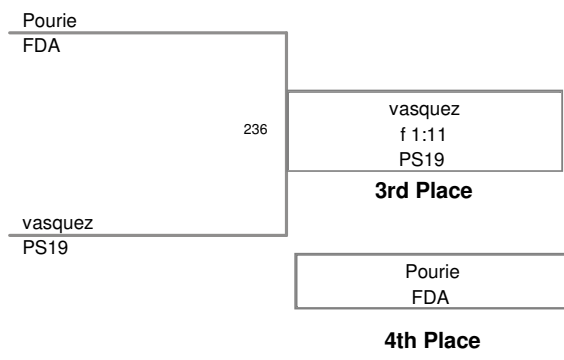 Pourie
FDA
236
vasquez
f 1:11
PS19
3rd Place
vasquez
PS19
Pourie
FDA
4th Place